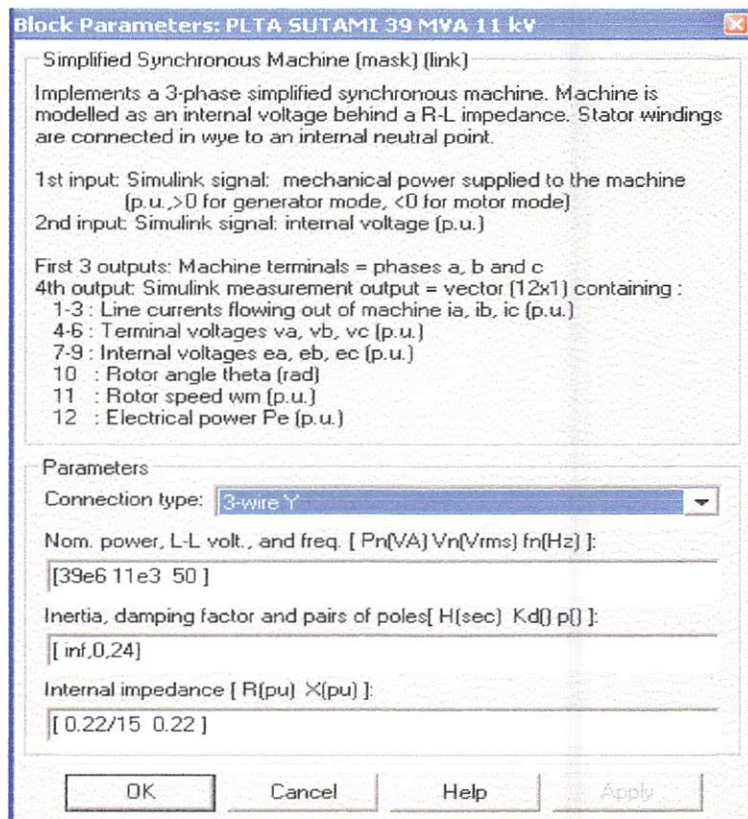 Block Parameters: PLTA SUTAMI 39 MVA 11 kV
Simplified Synchronous Machine (mask) (link)
Implements a 3-phase simplified synchronous machine. Machine is
modelled as an internal voltage behind a R-L impedance. Stator windings
are connected in wye to an internal neutral point.
1st input: Simulink signal: mechanical power supplied to the machine
(p.u.,>0 for generator mode, <0 for motor mode)
2nd input: Simulink signal: internal voltage (p.u.)
First 3 outputs: Machine terminals = phases a, b and c
4th output: Simulink measurement output = vector (12x1) containing :
1-3 : Line currents flowing out of machine ia, ib, ic (p.u.)
4-6 : Terminal voltages va, vb, vc (p.u.)
7-9 : Internal voltages ea, eb, ec (p.u.)
10 : Rotor angle theta (rad)
11 : Rotor speed wm (p.u.)
12 : Electrical power Pe (p.u.)
Parameters
Connection type: 3-wire Y
Nom. power, L-L volt., and freq. [ Pn(VA) Vn(Vrms) fn(Hz) ]:
[39e6 11e3 50 ]
Inertia, damping factor and pairs of poles[ H(sec) Kd() p() ]:
[ inf,0,24]
Internal impedance [ R(pu) X(pu) ]:
[ 0.22/15 0.22 ]
OK Cancel Help Apply